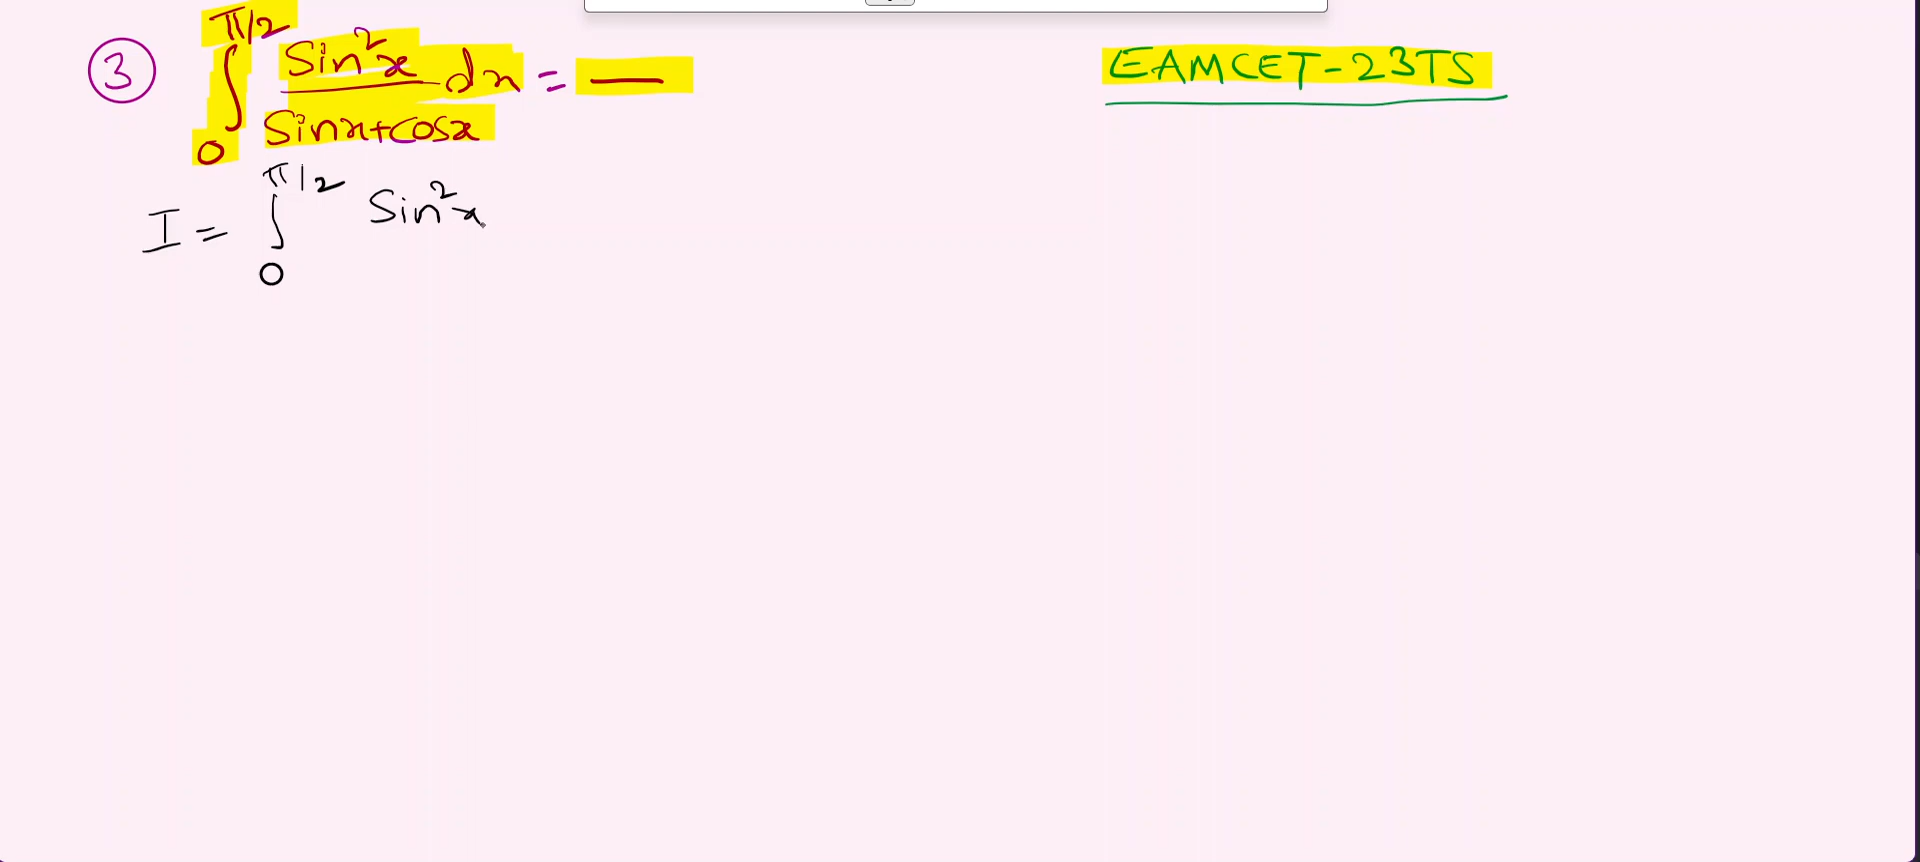 ③ ∫₀^(π/2) Sin²x / (Sinx+Cosx) dx = ___ EAMCET-23TS
I = ∫₀^(π/2) Sin²x